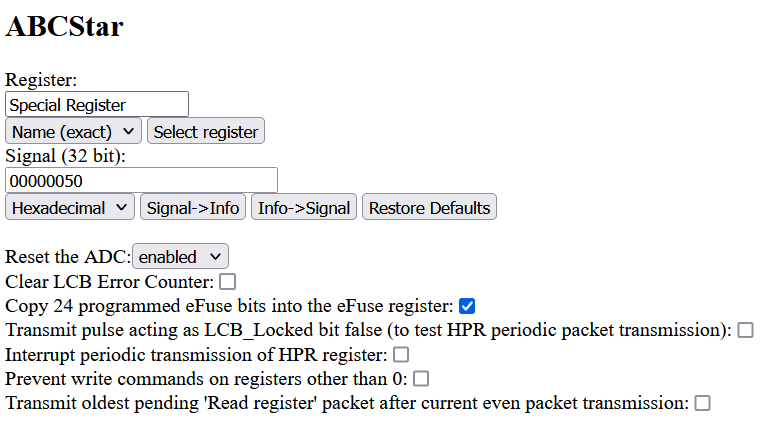 ABCStar
Register:
Special Register
Name (exact) Select register
Signal (32 bit):
00000050
Hexadecimal Signal->Info Info->Signal Restore Defaults
Reset the ADC: enabled
Clear LCB Error Counter:
Copy 24 programmed eFuse bits into the eFuse register:
Transmit pulse acting as LCB_Locked bit false (to test HPR periodic packet transmission):
Interrupt periodic transmission of HPR register:
Prevent write commands on registers other than 0:
Transmit oldest pending 'Read register' packet after current even packet transmission: